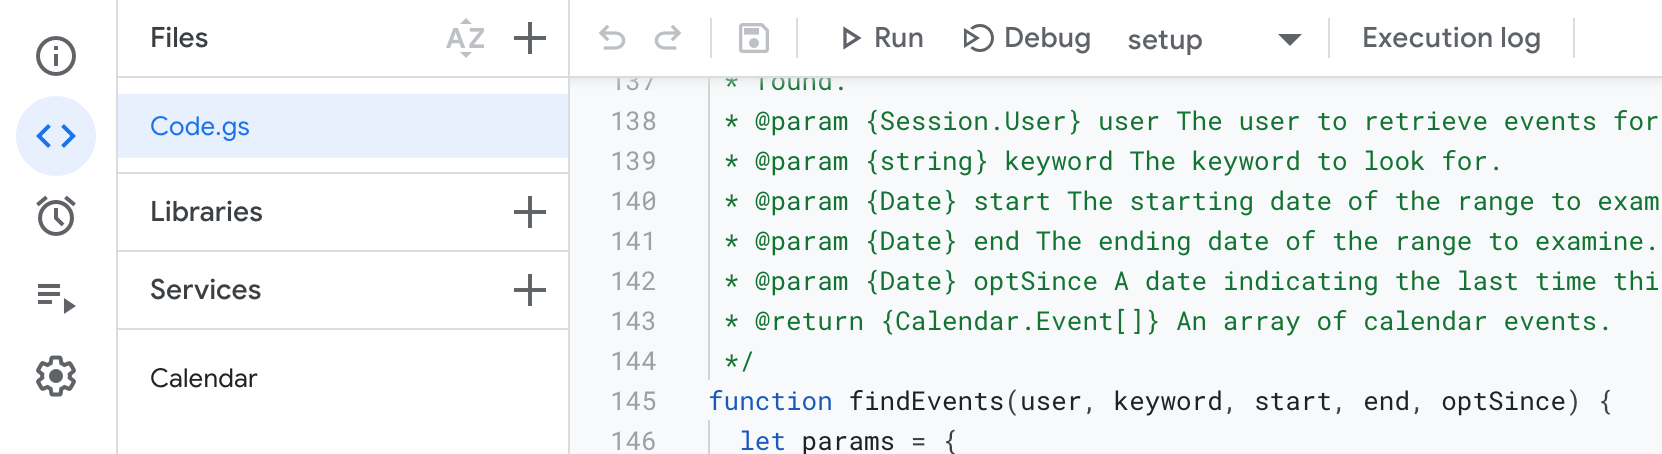 Files AZ
Run Debug setup Execution log
Code.gs
Libraries
Services
Calendar
137 * found.
138 * @param {Session.User} user The user to retrieve events for
139 * @param {string} keyword The keyword to look for.
140 * @param {Date} start The starting date of the range to exam
141 * @param {Date} end The ending date of the range to examine.
142 * @param {Date} optSince A date indicating the last time thi
143 * @return {Calendar.Event[]} An array of calendar events.
144 */
145 function findEvents(user, keyword, start, end, optSince) {
146 let params = {